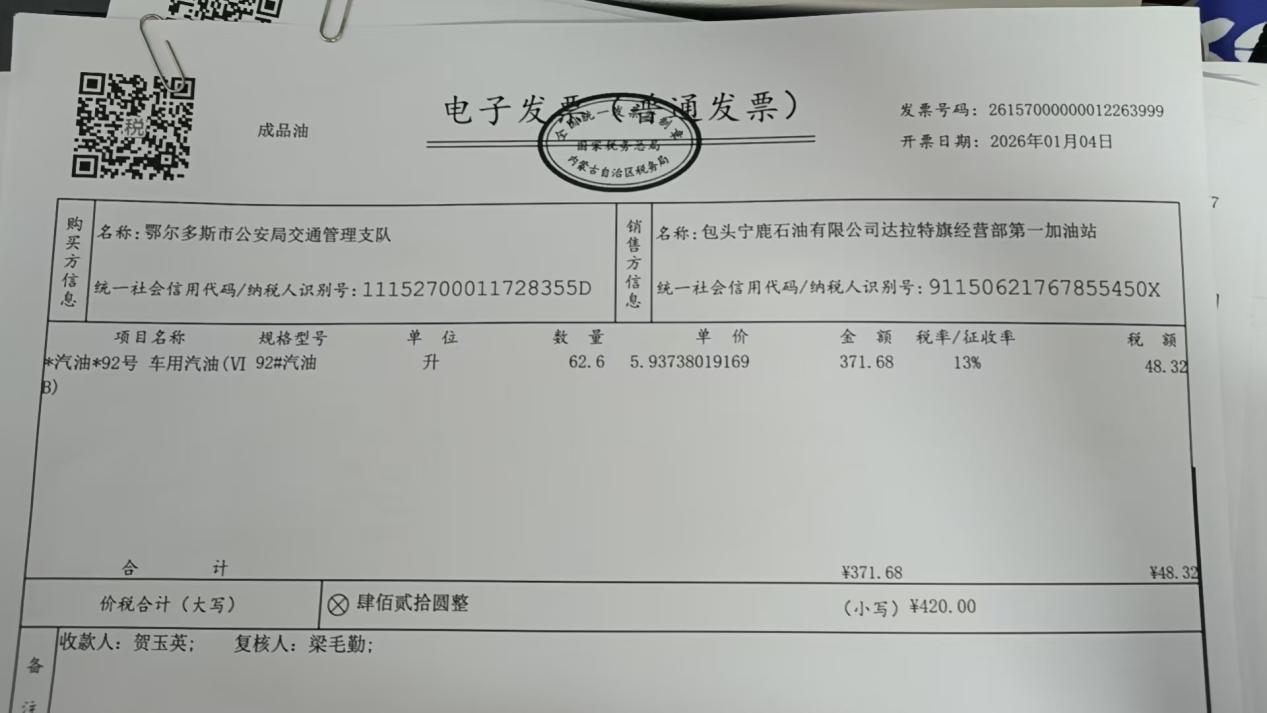 税
成品油
电子发票（普通发票）
全国统一发票监制章
国家税务总局
内蒙古自治区税务局
发票号码：26157000000012263999
开票日期：2026年01月04日
购买方信息
名称：鄂尔多斯市公安局交通管理支队
统一社会信用代码/纳税人识别号：11152700011728355D
销售方信息
名称：包头宁鹿石油有限公司达拉特旗经营部第一加油站
统一社会信用代码/纳税人识别号：91150621767855450X
项目名称 规格型号 单位 数量 单价 金额 税率/征收率 税额
*汽油*92号 车用汽油(VI 92#汽油 升 62.6 5.93738019169 371.68 13% 48.32
B)
合计 ¥371.68 ¥48.32
价税合计（大写） ⊗肆佰贰拾圆整 （小写）¥420.00
备注
收款人：贺玉英； 复核人：梁毛勤；
7